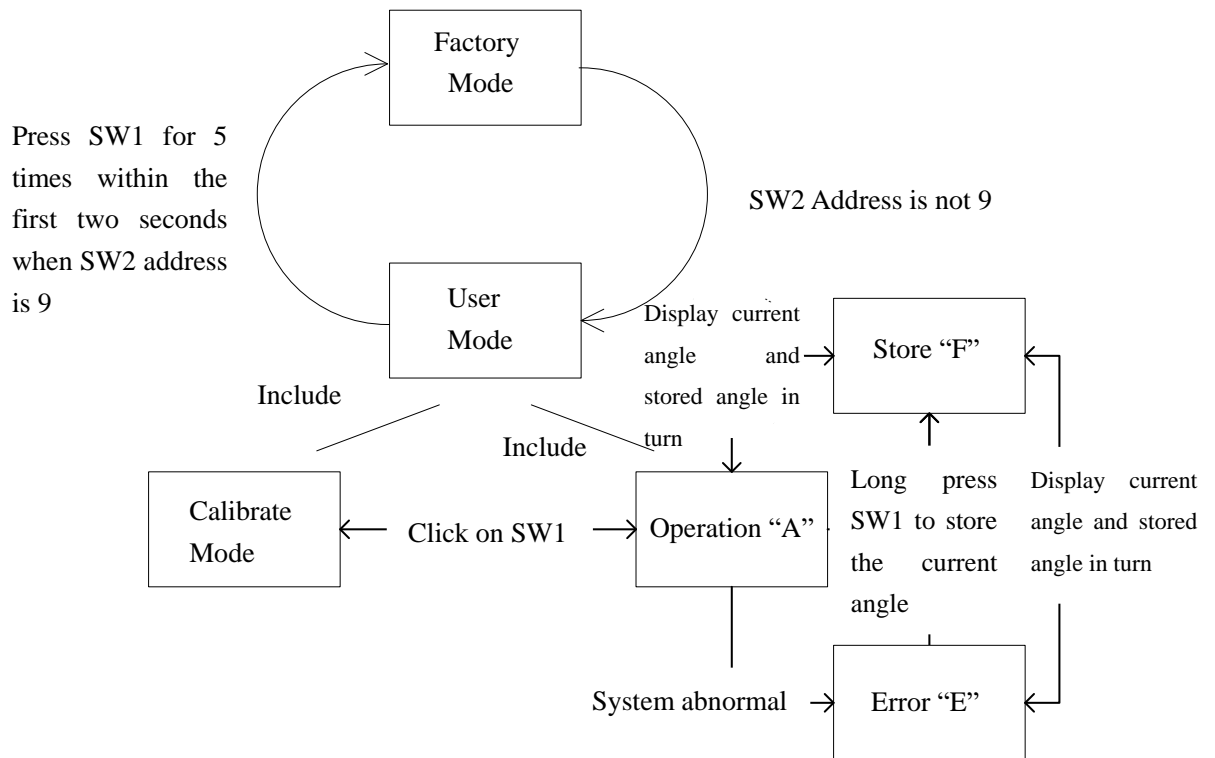 Factory
Mode
Press SW1 for 5
times within the
first two seconds
when SW2 address
is 9
SW2 Address is not 9
User
Mode
Display current
angle and
stored angle in
turn
Store “F”
Include
Include
Calibrate
Mode
Click on SW1
Operation “A”
Long press
SW1 to store
the current
angle
Display current
angle and stored
angle in turn
System abnormal
Error “E”